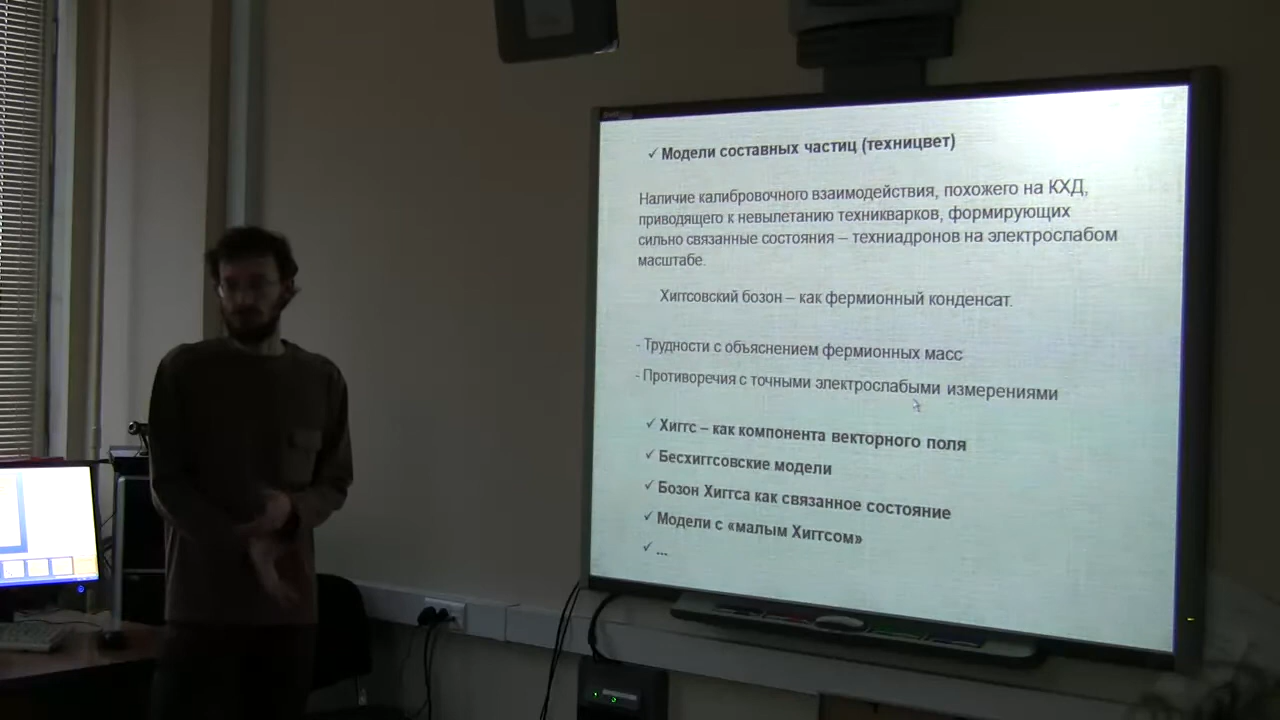 ✓ Модели составных частиц (техницвет)
Наличие калибровочного взаимодействия, похожего на КХД,
приводящего к невылетанию техникварков, формирующих
сильно связанные состояния – техниадронов на электрослабом
масштабе.
Хиггсовский бозон – как фермионный конденсат.
- Трудности с объяснением фермионных масс
- Противоречия с точными электрослабыми измерениями
✓ Хиггс – как компонента векторного поля
✓ Бесхиггсовские модели
✓ Бозон Хиггса как связанное состояние
✓ Модели с «малым Хиггсом»
✓ ...